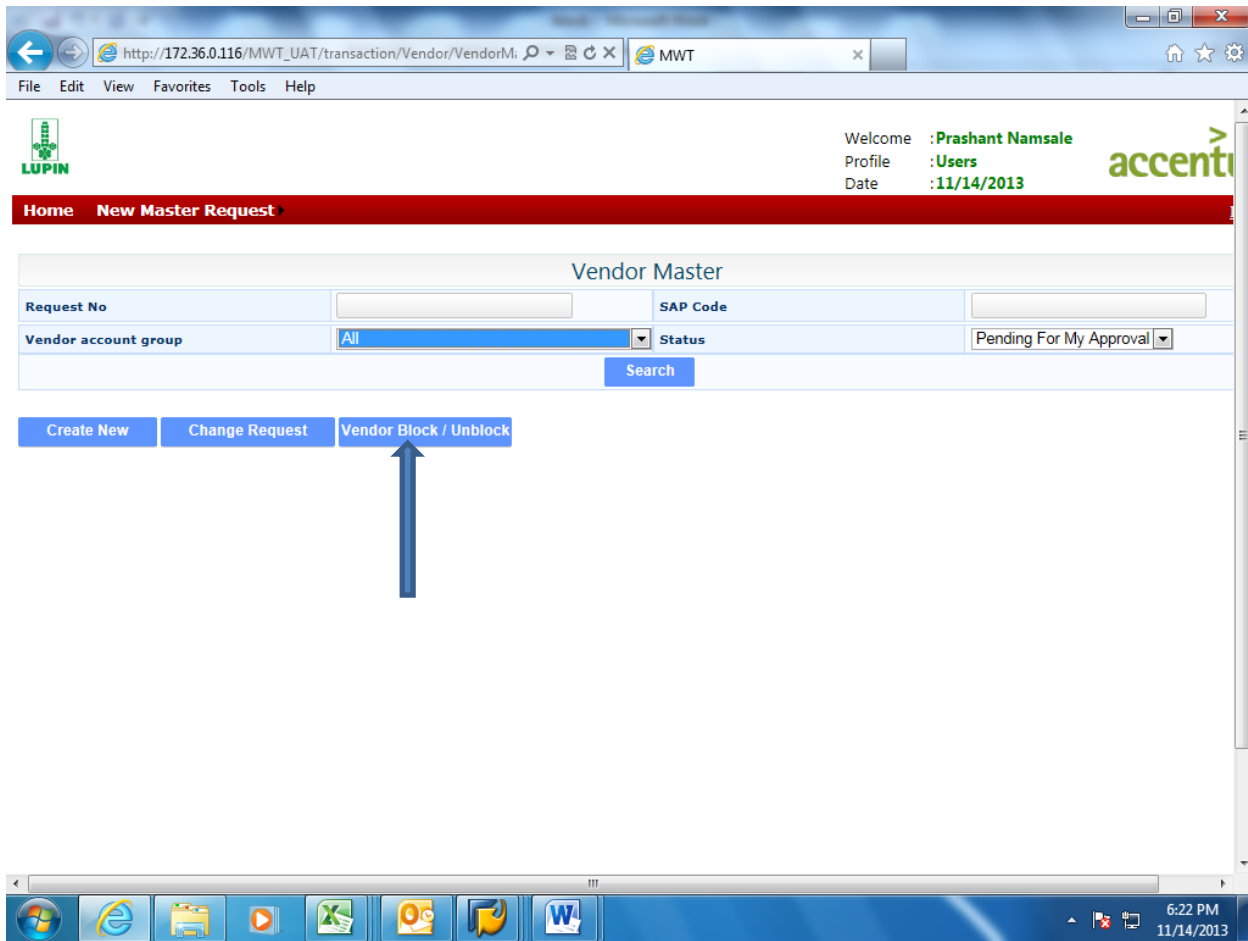 http://172.36.0.116/MWT_UAT/transaction/Vendor/VendorM
MWT
File Edit View Favorites Tools Help
LUPIN
Welcome :Prashant Namsale
Profile :Users
Date :11/14/2013
accent
Home New Master Request
Vendor Master
Request No SAP Code
Vendor account group All Status Pending For My Approval
Search
Create New Change Request Vendor Block / Unblock
6:22 PM
11/14/2013